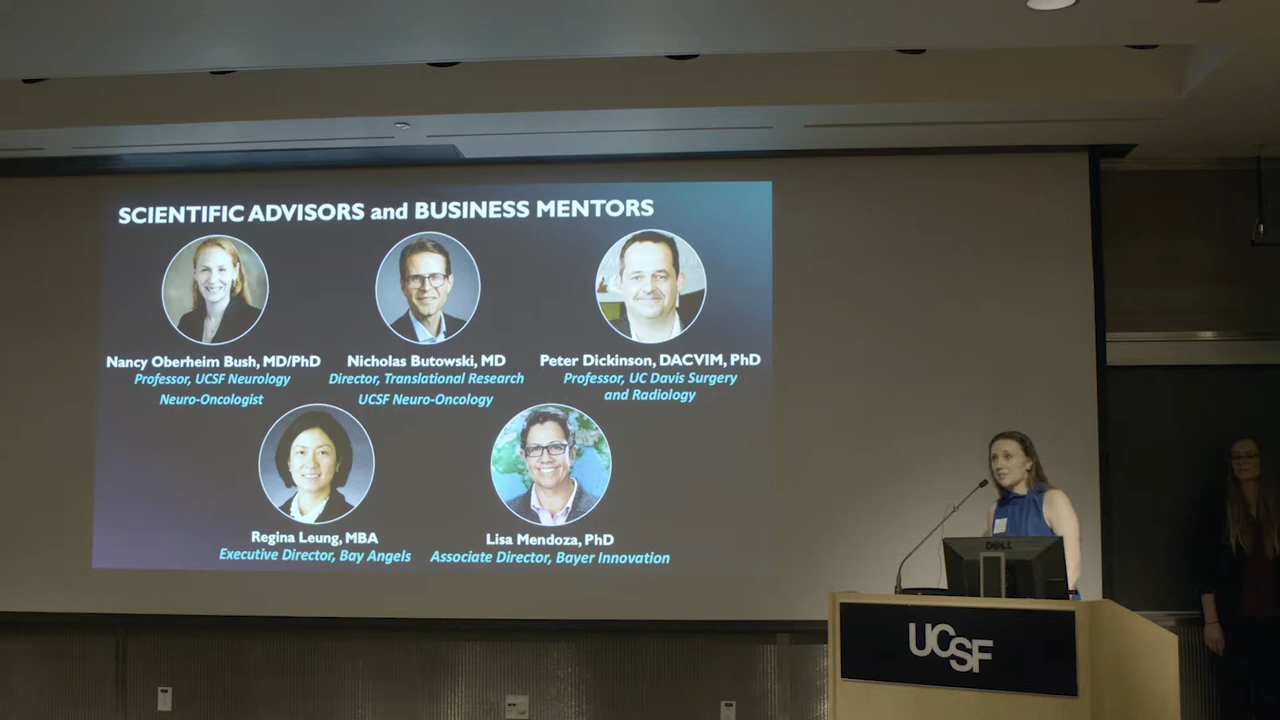 SCIENTIFIC ADVISORS and BUSINESS MENTORS
Nancy Oberheim Bush, MD/PhD
Professor, UCSF Neurology
Neuro-Oncologist
Nicholas Butowski, MD
Director, Translational Research
UCSF Neuro-Oncology
Peter Dickinson, DACVIM, PhD
Professor, UC Davis Surgery
and Radiology
Regina Leung, MBA
Executive Director, Bay Angels
Lisa Mendoza, PhD
Associate Director, Bayer Innovation
DELL
UCSF